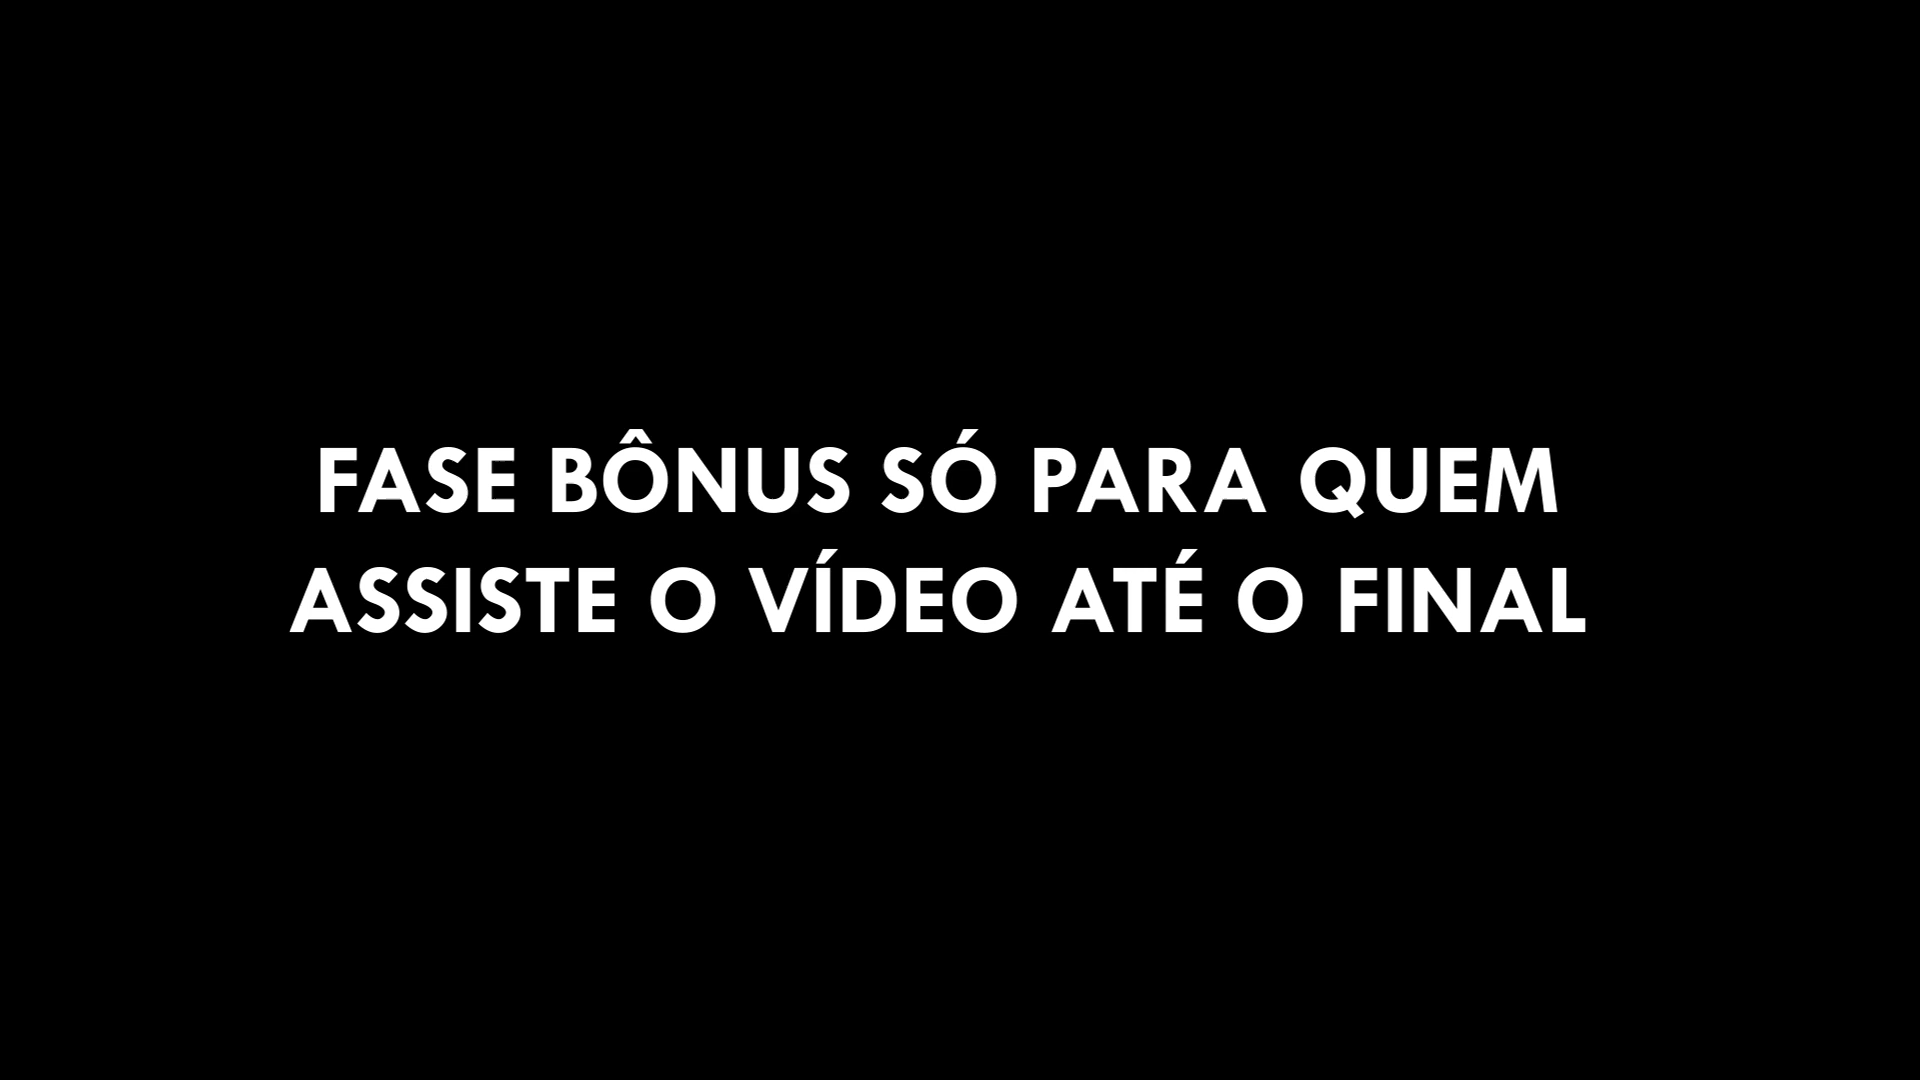 FASE BÔNUS SÓ PARA QUEM
ASSISTE O VÍDEO ATÉ O FINAL